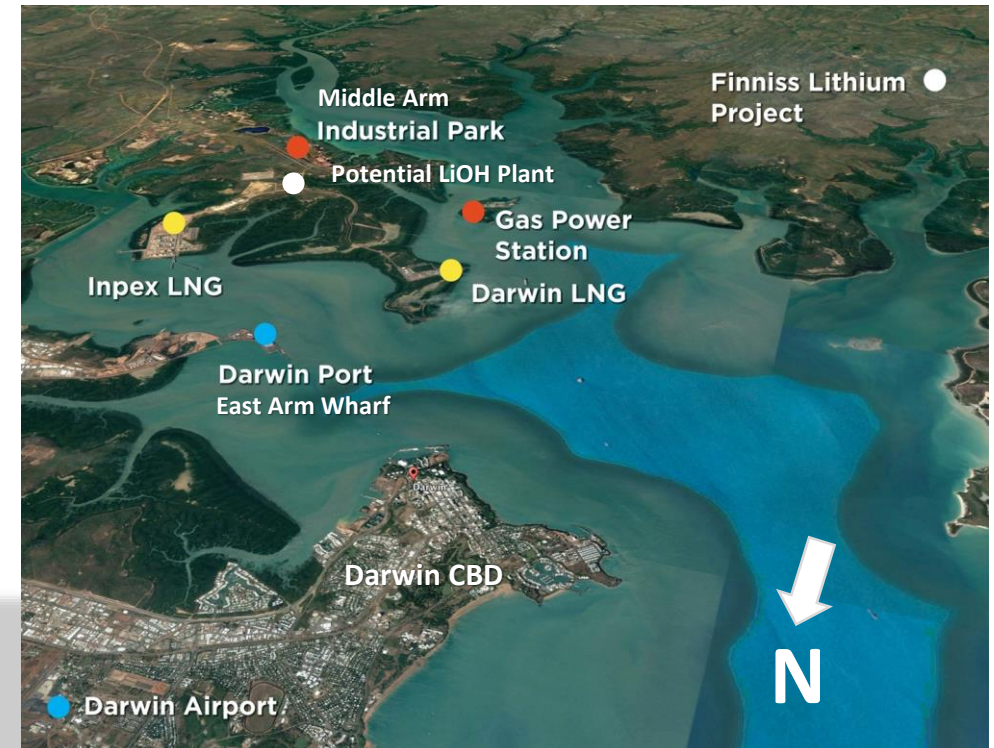 Middle Arm
Industrial Park
Finniss Lithium
Project
Potential LiOH Plant
Gas Power
Station
Inpex LNG
Darwin LNG
Darwin Port
East Arm Wharf
Darwin
Darwin CBD
N
Darwin Airport